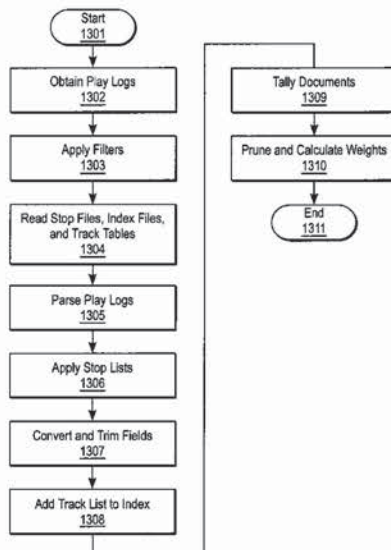 Start
1301
Obtain Play Logs
1302
Apply Filters
1303
Read Stop Files, Index Files,
and Track Tables
1304
Parse Play Logs
1305
Apply Stop Lists
1306
Convert and Trim Fields
1307
Add Track List to Index
1308
Tally Documents
1309
Prune and Calculate Weights
1310
End
1311